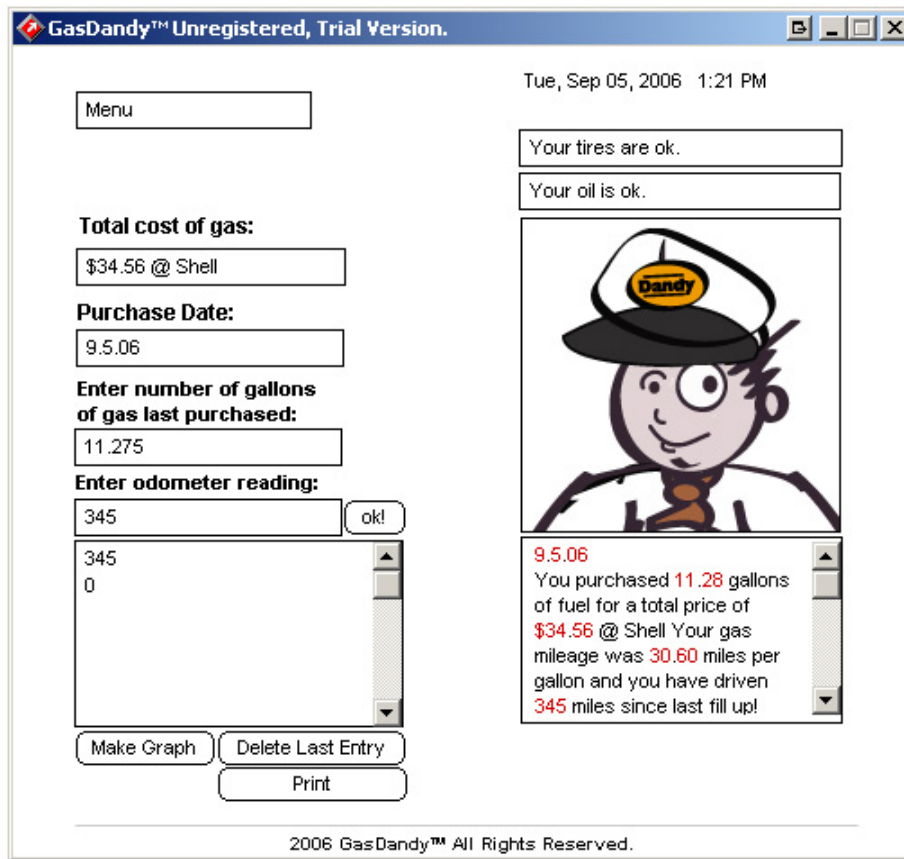 GasDandy™ Unregistered, Trial Version.
Tue, Sep 05, 2006 1:21 PM
Menu
Your tires are ok.
Your oil is ok.
Total cost of gas:
$34.56 @ Shell
Dandy
Purchase Date:
9.5.06
Enter number of gallons
of gas last purchased:
11.275
Enter odometer reading:
345
ok!
345
0
9.5.06
You purchased 11.28 gallons
of fuel for a total price of
$34.56 @ Shell Your gas
mileage was 30.60 miles per
gallon and you have driven
345 miles since last fill up!
Make Graph
Delete Last Entry
Print
2006 GasDandy™ All Rights Reserved.